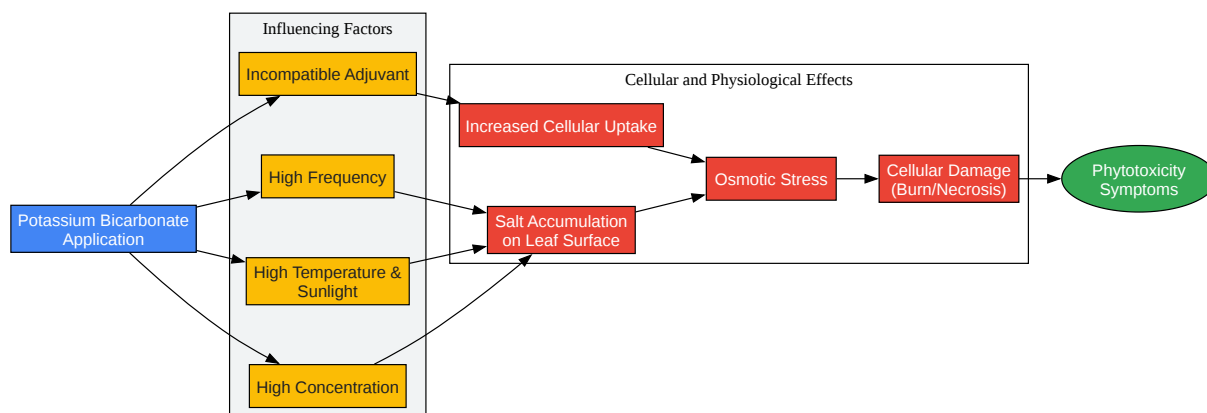 Influencing Factors
Incompatible Adjuvant
High Frequency
High Temperature &
Sunlight
High Concentration
Potassium Bicarbonate
Application
Cellular and Physiological Effects
Increased Cellular Uptake
Salt Accumulation
on Leaf Surface
Osmotic Stress
Cellular Damage
(Burn/Necrosis)
Phytotoxicity
Symptoms